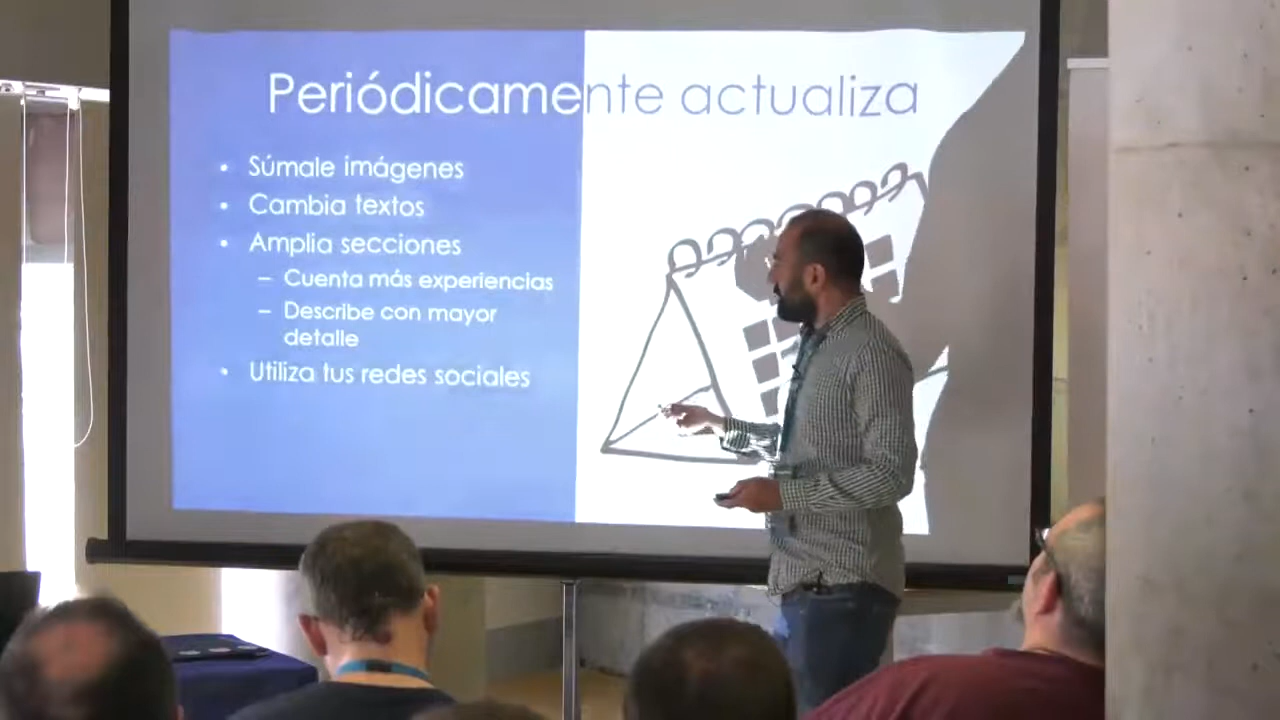 Periódicamente actualiza
• Súmale imágenes
• Cambia textos
• Amplia secciones
– Cuenta más experiencias
– Describe con mayor
detalle
• Utiliza tus redes sociales